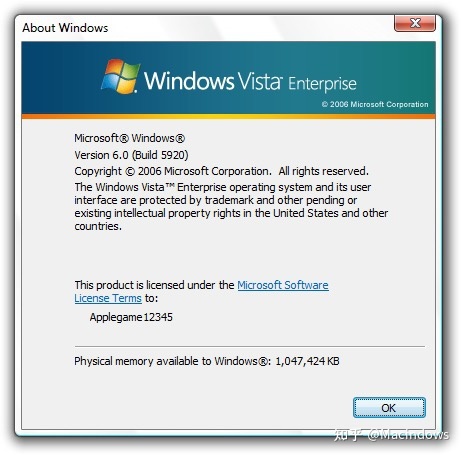 About Windows
Windows Vista™ Enterprise
© 2006 Microsoft Corporation
Microsoft® Windows®
Version 6.0 (Build 5920)
Copyright © 2006 Microsoft Corporation. All rights reserved.
The Windows Vista™ Enterprise operating system and its user
interface are protected by trademark and other pending or
existing intellectual property rights in the United States and other
countries.
This product is licensed under the Microsoft Software
License Terms to:
Applegame12345
Physical memory available to Windows®: 1,047,424 KB
OK
知乎 @MacIndows